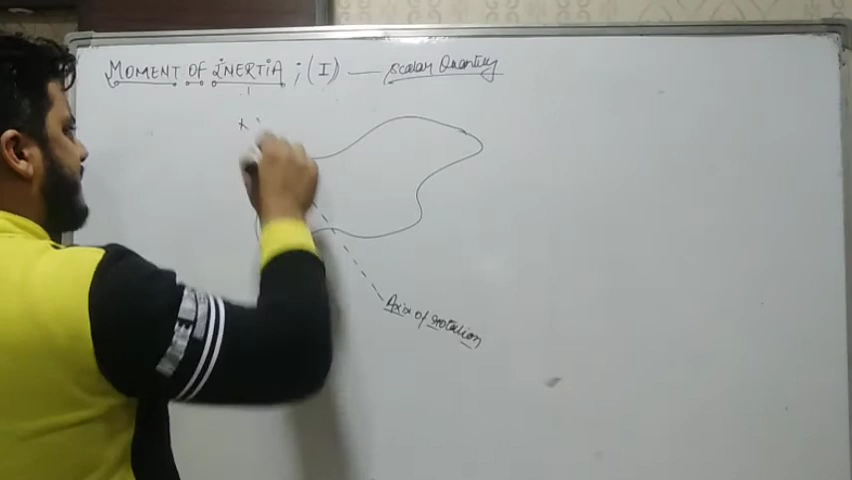 MOMENT OF INERTIA ; (I) — Scalar Quantity
Axis of rotation